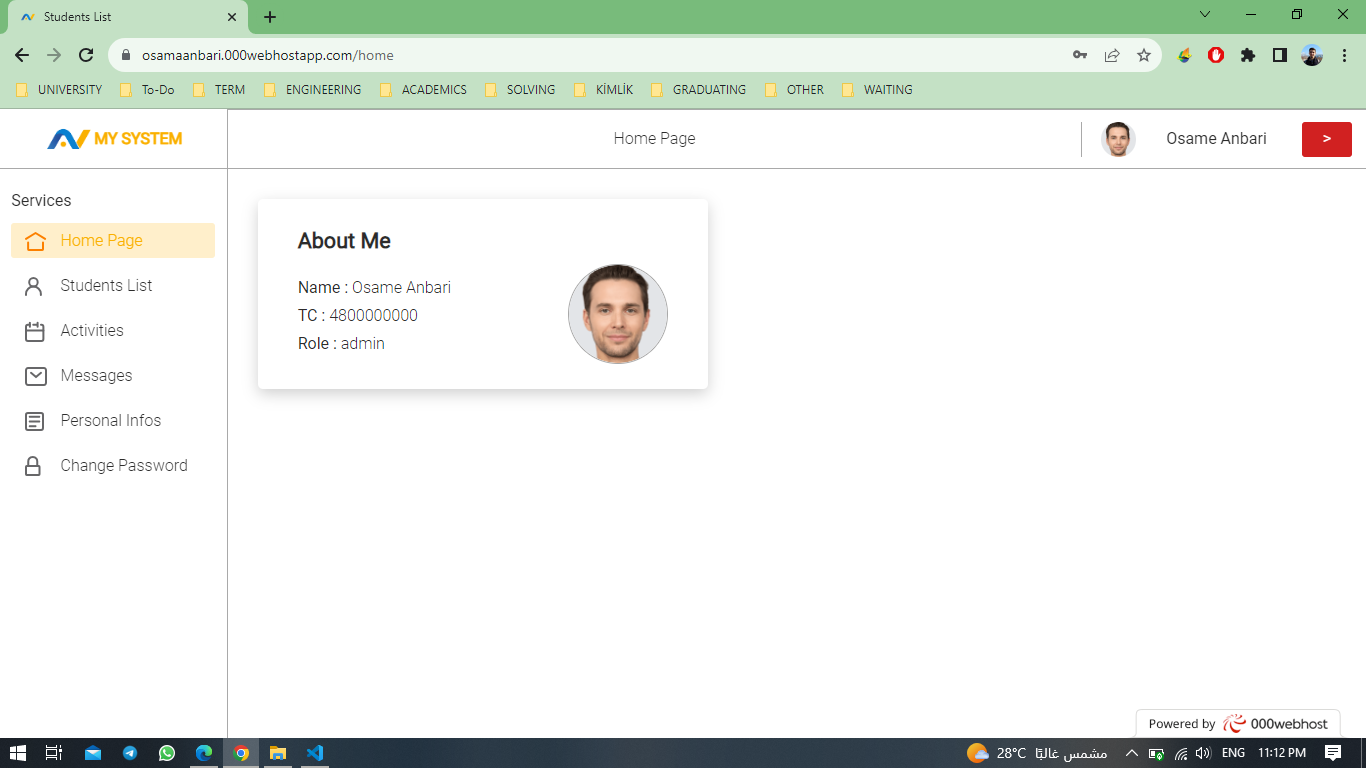 Students List
osamaanbari.000webhostapp.com/home
UNIVERSITY To-Do TERM ENGINEERING ACADEMICS SOLVING KİMLİK GRADUATING OTHER WAITING
MY SYSTEM
Home Page
Osame Anbari
>
Services
Home Page
Students List
Activities
Messages
Personal Infos
Change Password
About Me
Name : Osame Anbari
TC : 4800000000
Role : admin
Powered by 000webhost
28°C مشمس غالبًا
ENG
11:12 PM